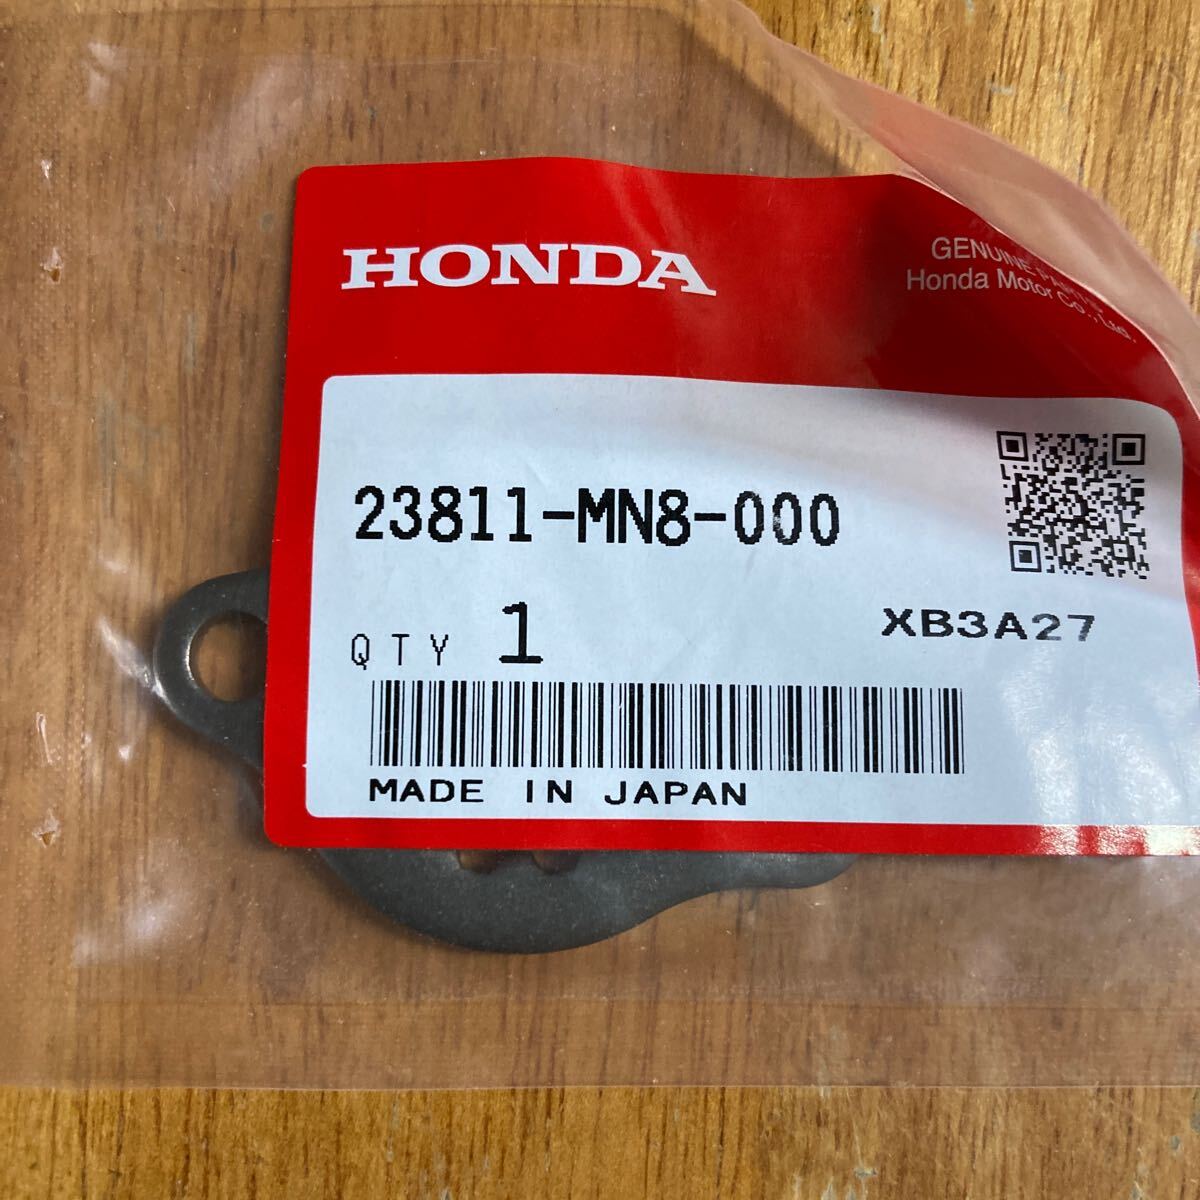 HONDA
GENUINE PARTS
Honda Motor Co., Ltd.
23811-MN8-000
QTY 1
XB3A27
MADE IN JAPAN